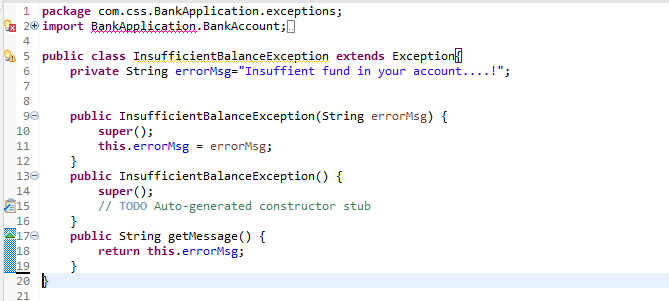 1 package com.css.BankApplication.exceptions;
2 import BankApplication.BankAccount;
4
5 public class InsufficientBalanceException extends Exception{
6 private String errorMsg="Insuffient fund in your account....!";
7
8
9 public InsufficientBalanceException(String errorMsg) {
10 super();
11 this.errorMsg = errorMsg;
12 }
13 public InsufficientBalanceException() {
14 super();
15 // TODO Auto-generated constructor stub
16 }
17 public String getMessage() {
18 return this.errorMsg;
19 }
20 }
21